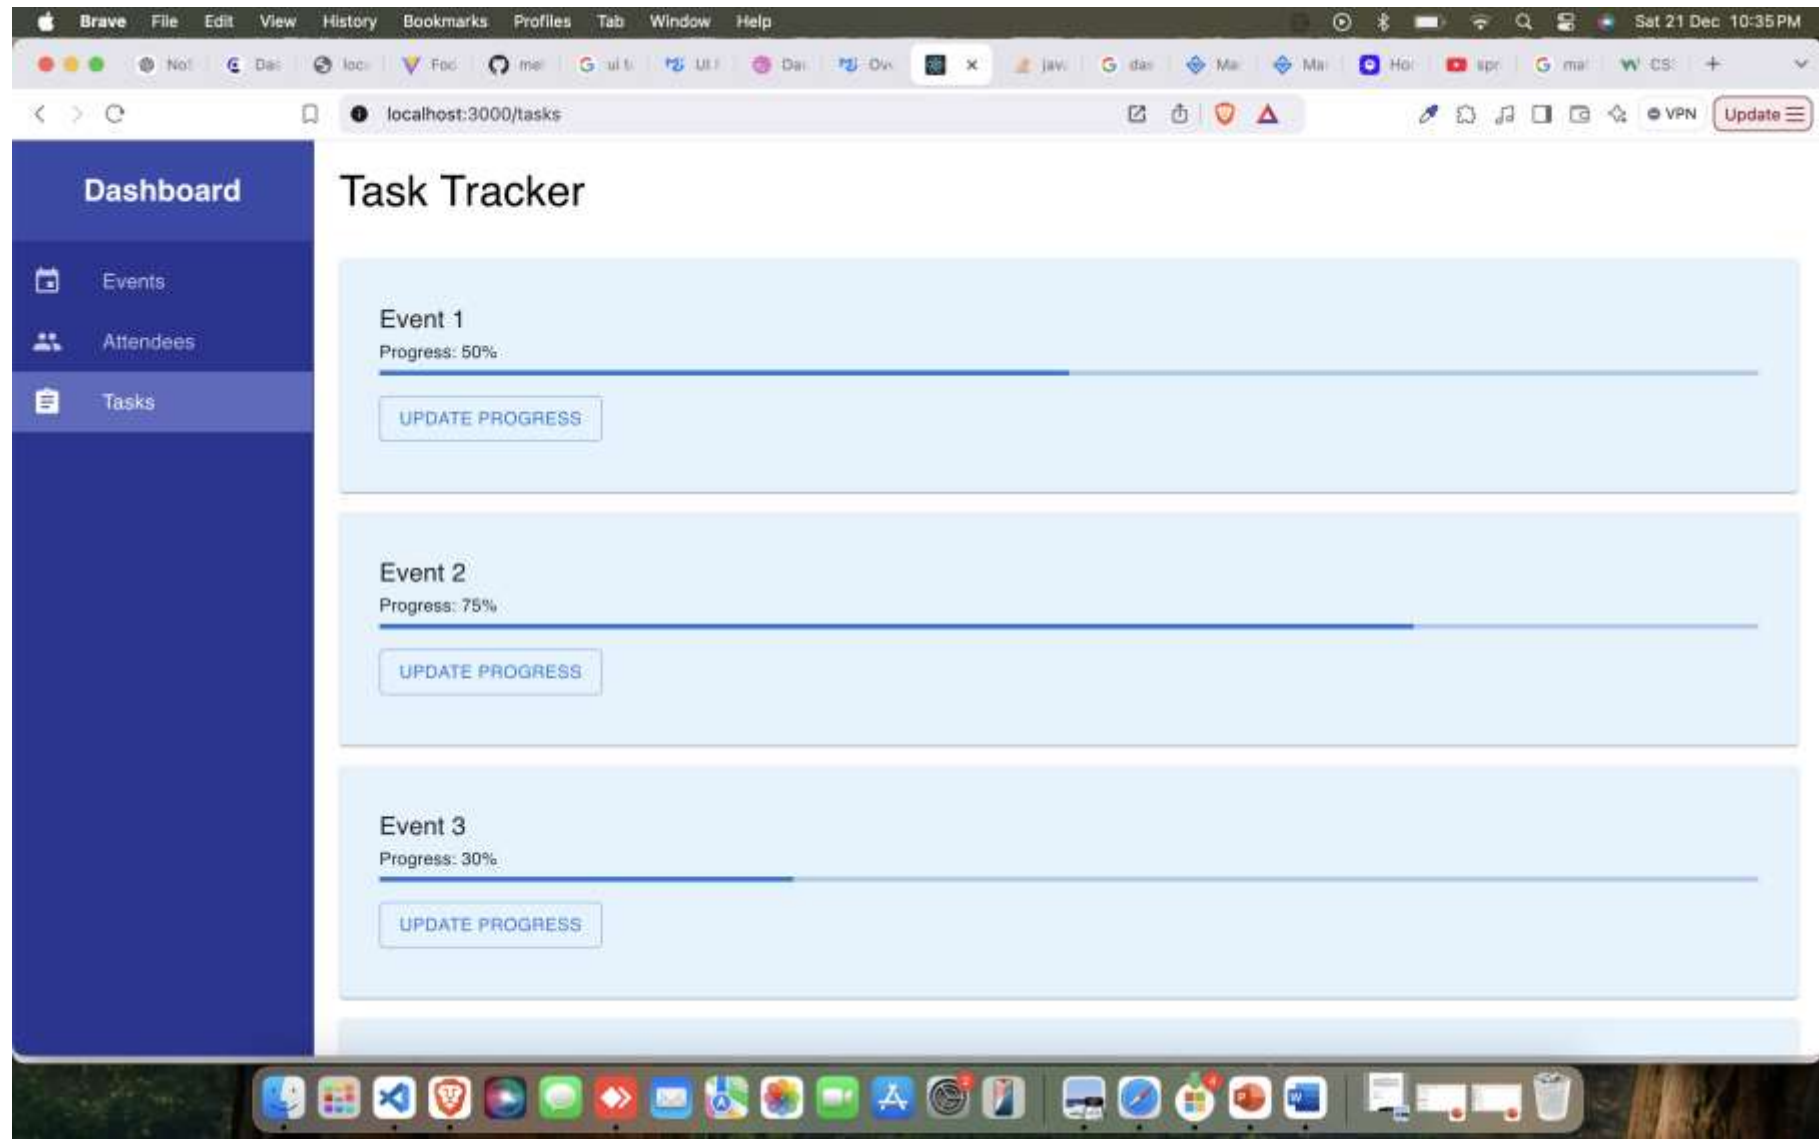 Brave File Edit View History Bookmarks Profiles Tab Window Help Sat 21 Dec 10:35 PM
localhost:3000/tasks VPN Update
Dashboard
Task Tracker
Events
Attendees
Tasks
Event 1
Progress: 50%
UPDATE PROGRESS
Event 2
Progress: 75%
UPDATE PROGRESS
Event 3
Progress: 30%
UPDATE PROGRESS